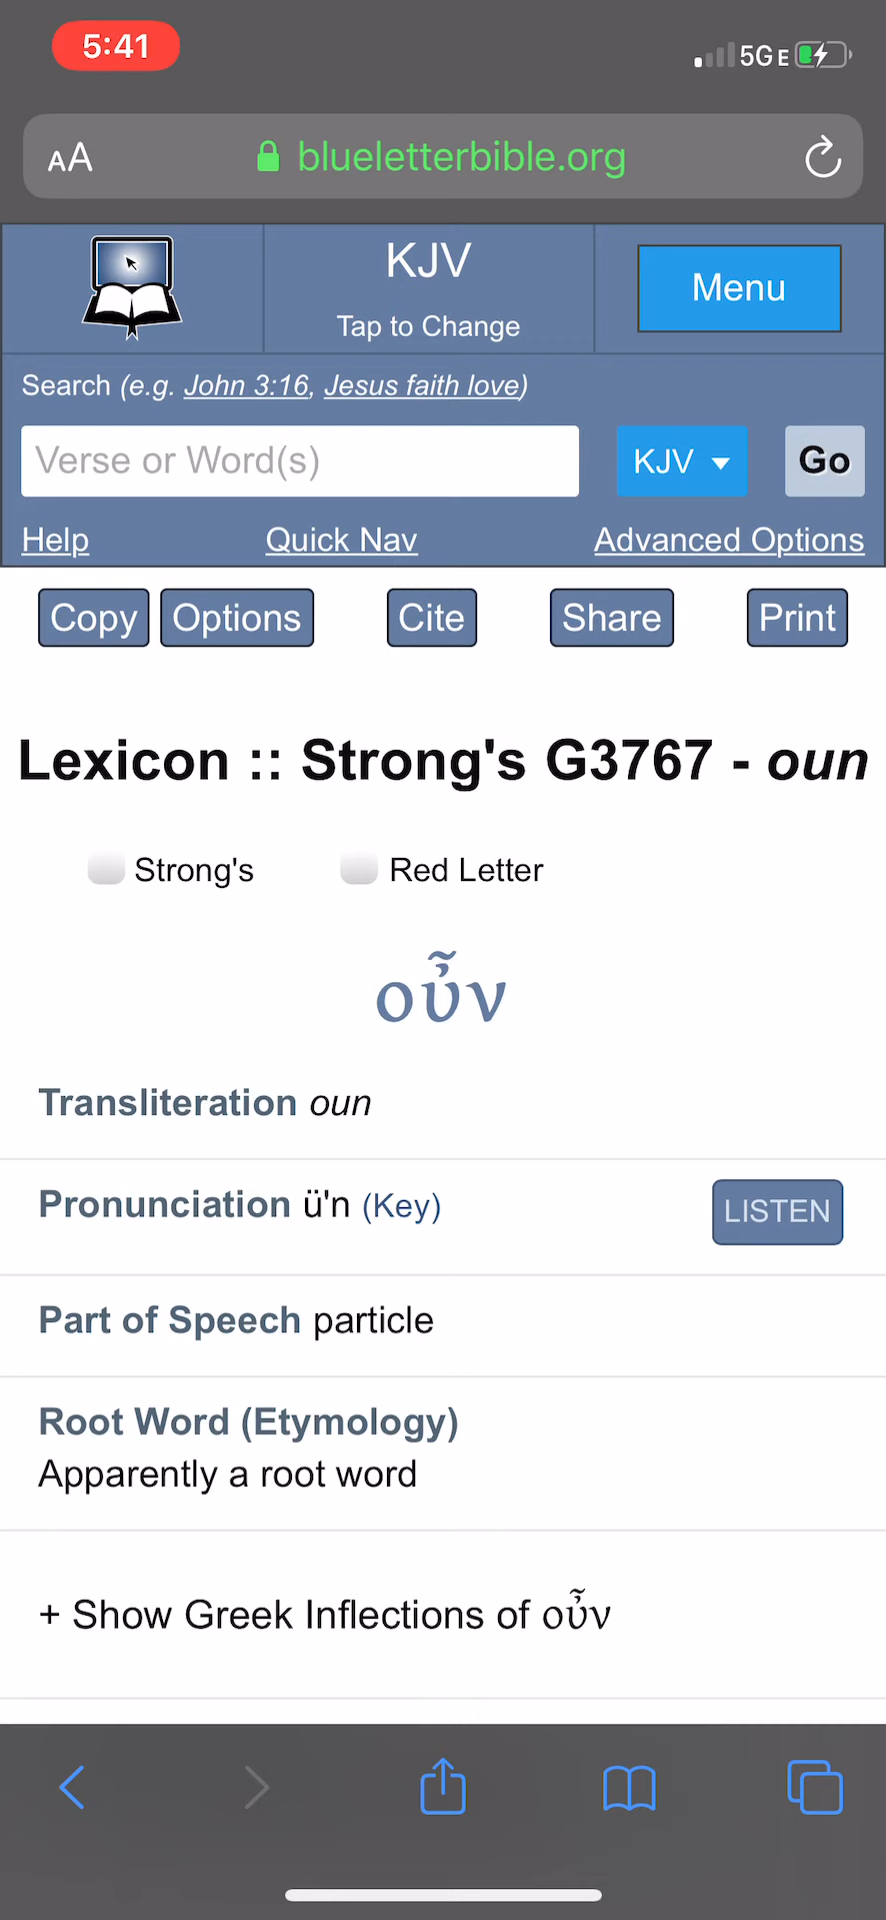 5:41
5G E
AA
blueletterbible.org
KJV
Tap to Change
Menu
Search (e.g. John 3:16, Jesus faith love)
Verse or Word(s)
KJV
Go
Help Quick Nav Advanced Options
Copy Options Cite Share Print
Lexicon :: Strong's G3767 - oun
Strong's Red Letter
οὖν
Transliteration oun
Pronunciation ü'n (Key)
LISTEN
Part of Speech particle
Root Word (Etymology)
Apparently a root word
+ Show Greek Inflections of οὖν